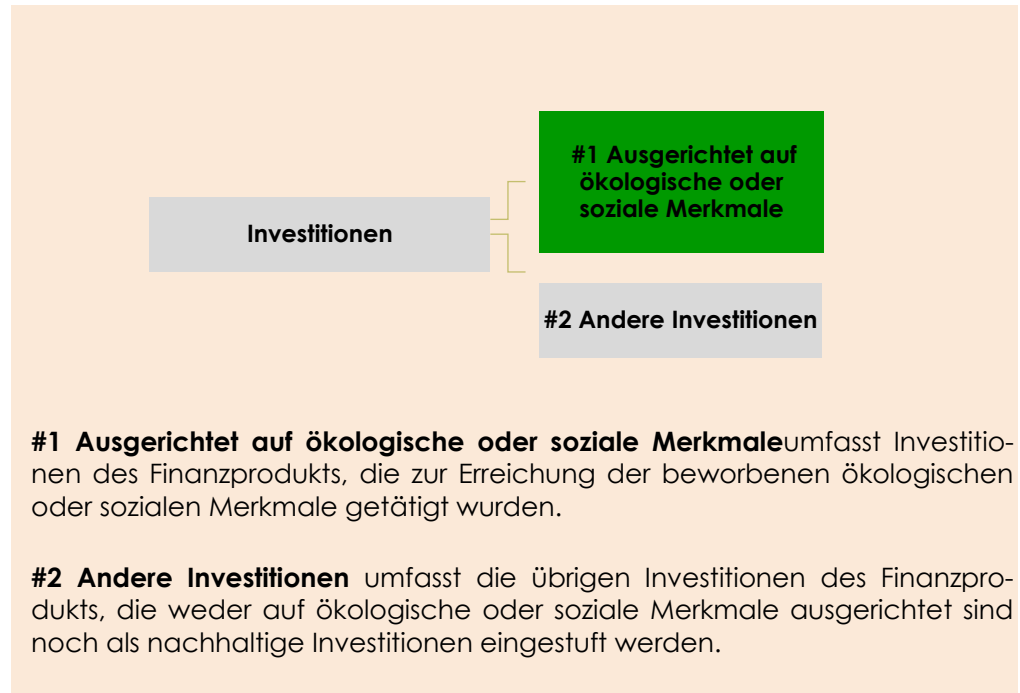 #1 Ausgerichtet auf
ökologische oder
soziale Merkmale
Investitionen
#2 Andere Investitionen
#1 Ausgerichtet auf ökologische oder soziale Merkmaleumfasst Investitio-
nen des Finanzprodukts, die zur Erreichung der beworbenen ökologischen
oder sozialen Merkmale getätigt wurden.
#2 Andere Investitionen umfasst die übrigen Investitionen des Finanzpro-
dukts, die weder auf ökologische oder soziale Merkmale ausgerichtet sind
noch als nachhaltige Investitionen eingestuft werden.